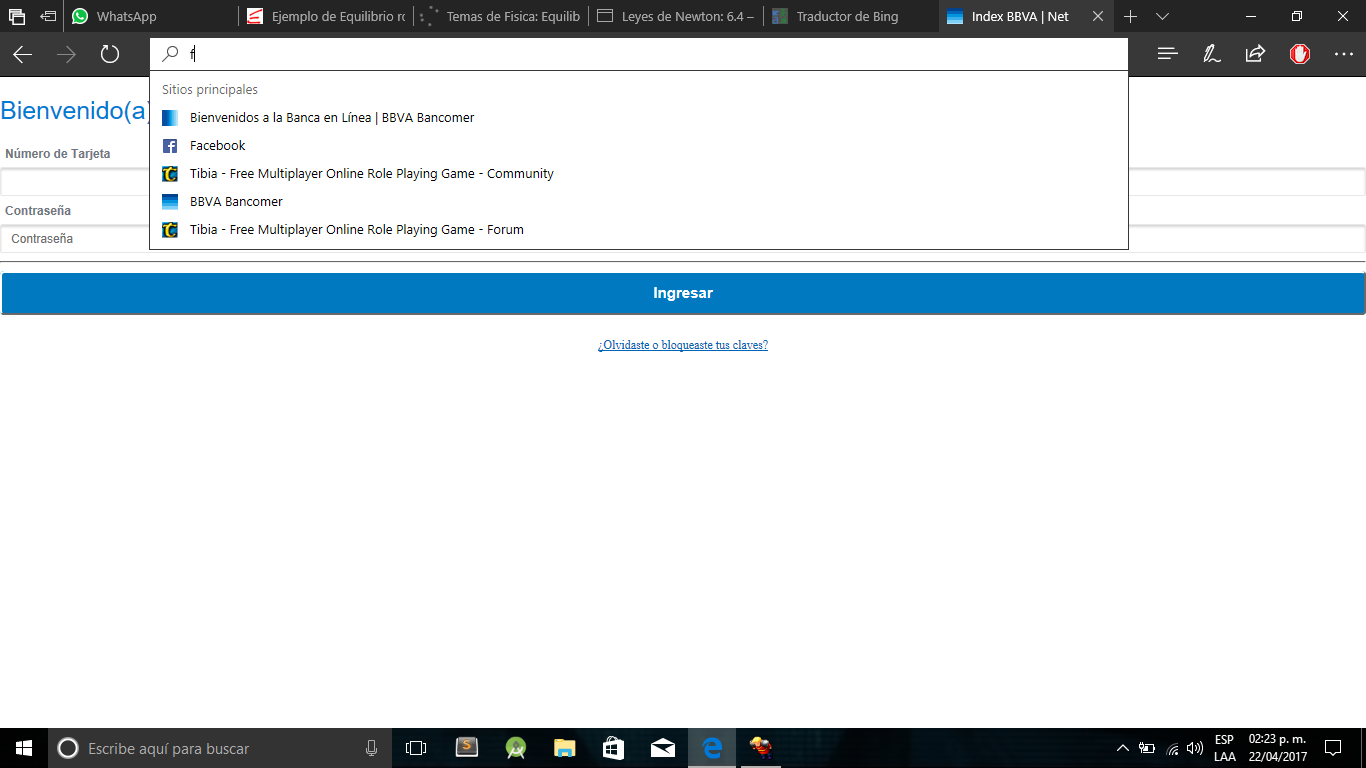 WhatsApp
Ejemplo de Equilibrio ro
Temas de Fisica: Equilib
Leyes de Newton: 6.4 –
Traductor de Bing
Index BBVA | Net
f
Sitios principales
Bienvenidos a la Banca en Línea | BBVA Bancomer
Facebook
Tibia - Free Multiplayer Online Role Playing Game - Community
BBVA Bancomer
Tibia - Free Multiplayer Online Role Playing Game - Forum
Bienvenido(a)
Número de Tarjeta
Contraseña
Contraseña
Ingresar
¿Olvidaste o bloqueaste tus claves?
Escribe aquí para buscar
ESP
LAA
02:23 p. m.
22/04/2017